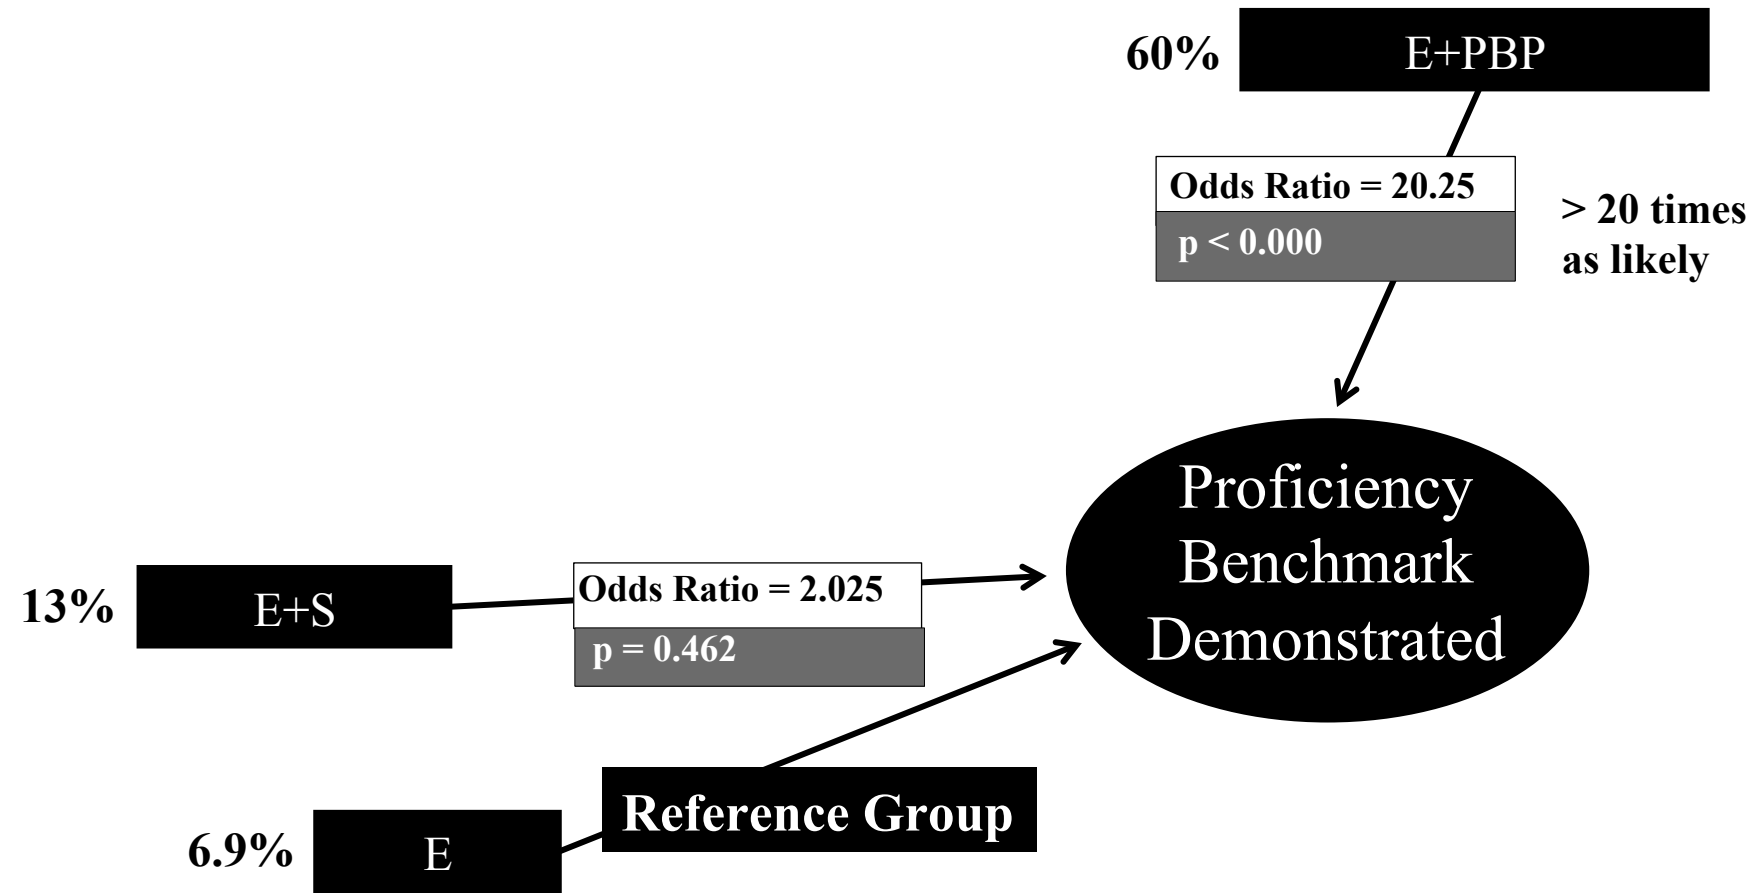 60%
E+PBP
Odds Ratio = 20.25
p < 0.000
> 20 times
as likely
Proficiency
Benchmark
Demonstrated
13%
E+S
Odds Ratio = 2.025
p = 0.462
Reference Group
6.9%
E